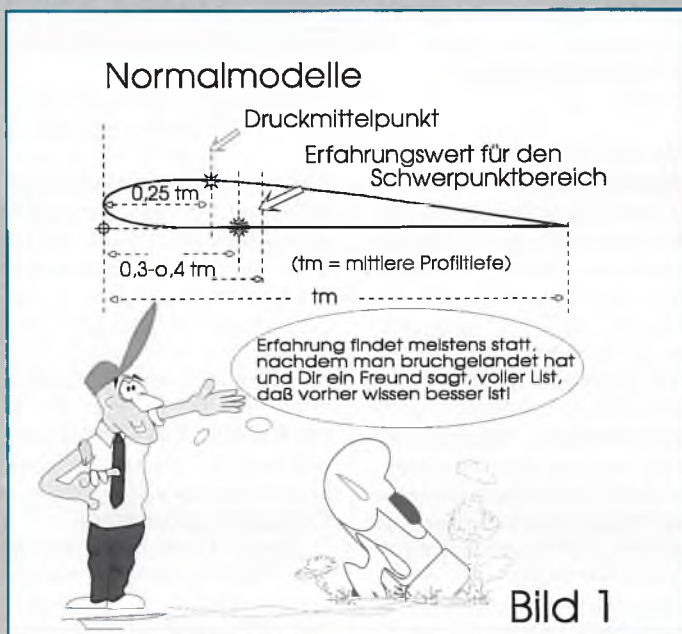 Normalmodelle
Druckmittelpunkt
Erfahrungswert für den
Schwerpunktbereich
0,25 tm
0,3-o,4 tm
(tm = mittlere Profiltiefe)
tm
Erfahrung findet meistens statt,
nachdem man bruchgelandet hat
und Dir ein Freund sagt, voller List,
daß vorher wissen besser ist!
Bild 1